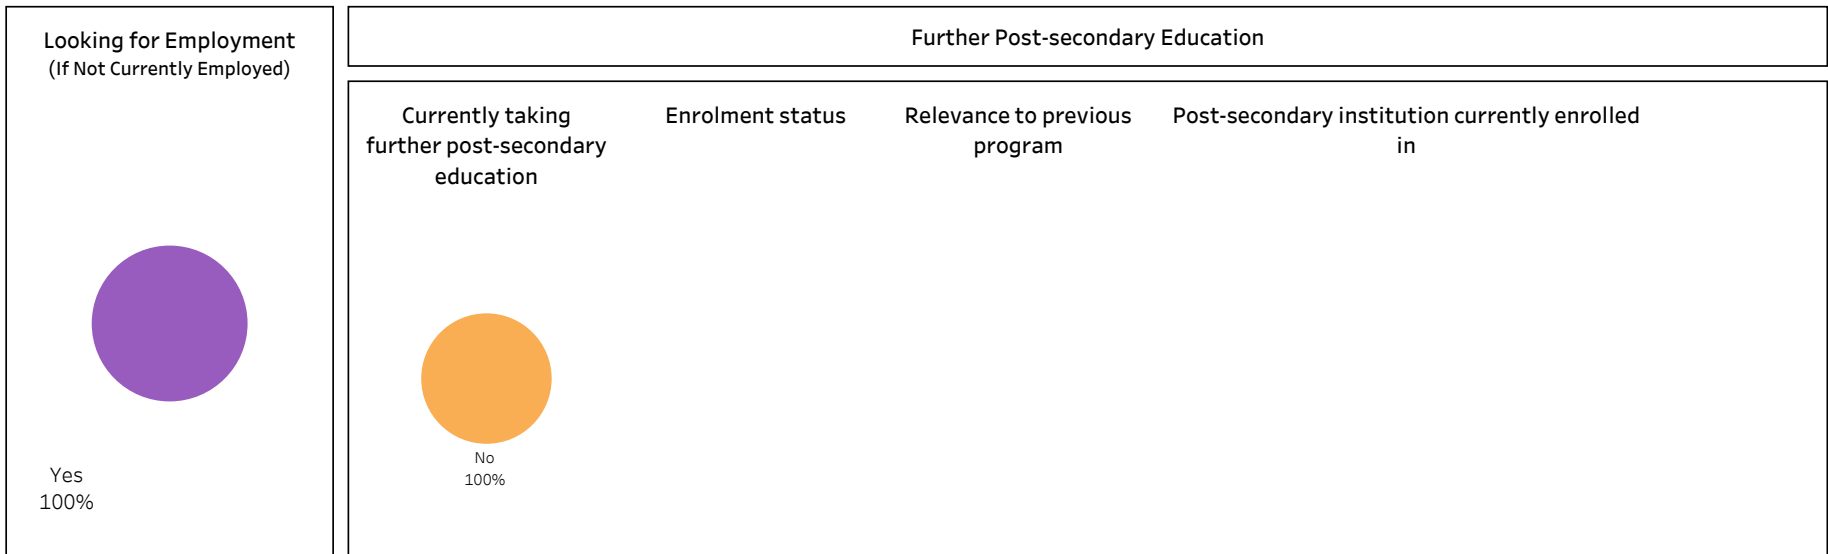 Looking for Employment
(If Not Currently Employed)
Yes
100%
Further Post-secondary Education
Currently taking
further post-secondary
education
No
100%
Enrolment status
Relevance to previous
program
Post-secondary institution currently enrolled
in